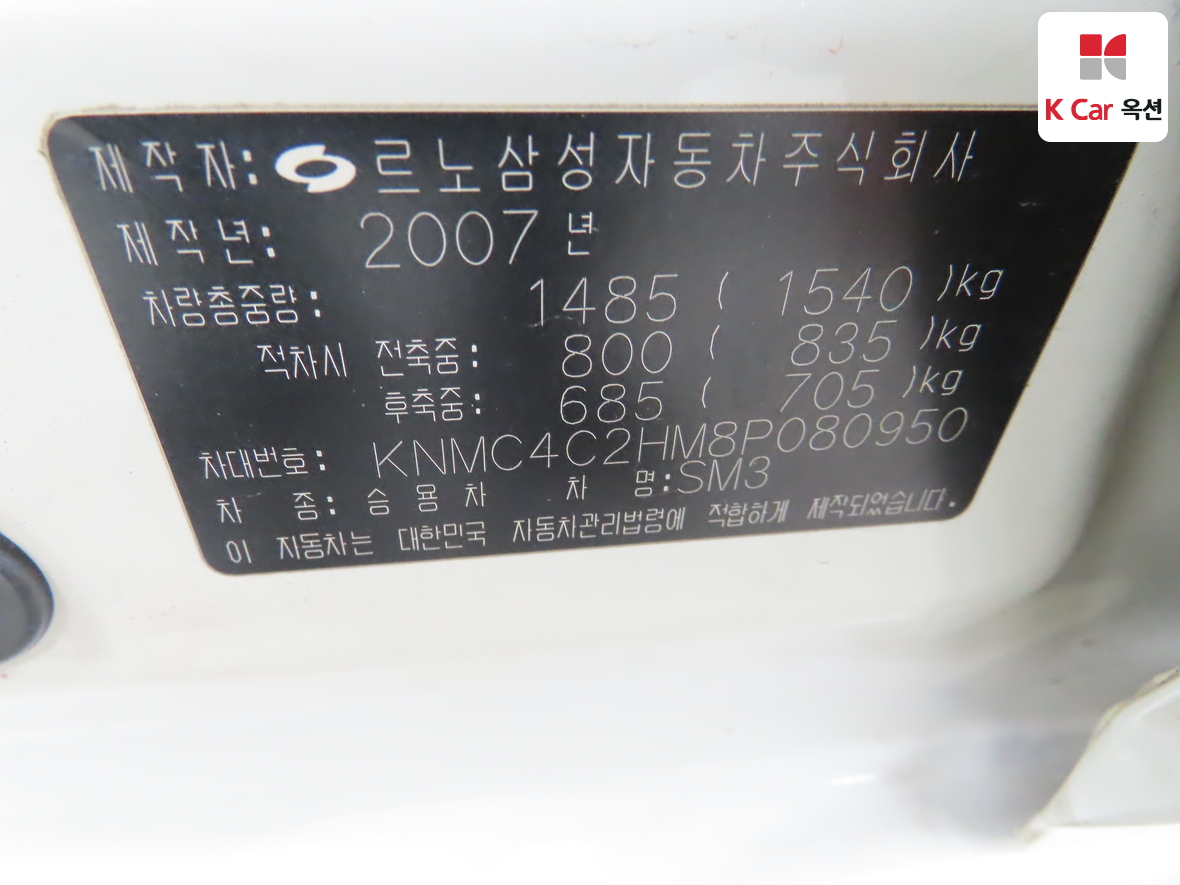 K Car 옥션
제작자: 르노삼성자동차주식회사
제작년: 2007 년
차량총중량: 1485 ( 1540 )kg
적차시 전축중: 800 ( 835 )kg
후축중: 685 ( 705 )kg
차대번호: KNMC4C2HM8P080950
차 종: 승용차 차 명: SM3
이 자동차는 대한민국 자동차관리법령에 적합하게 제작되었습니다.